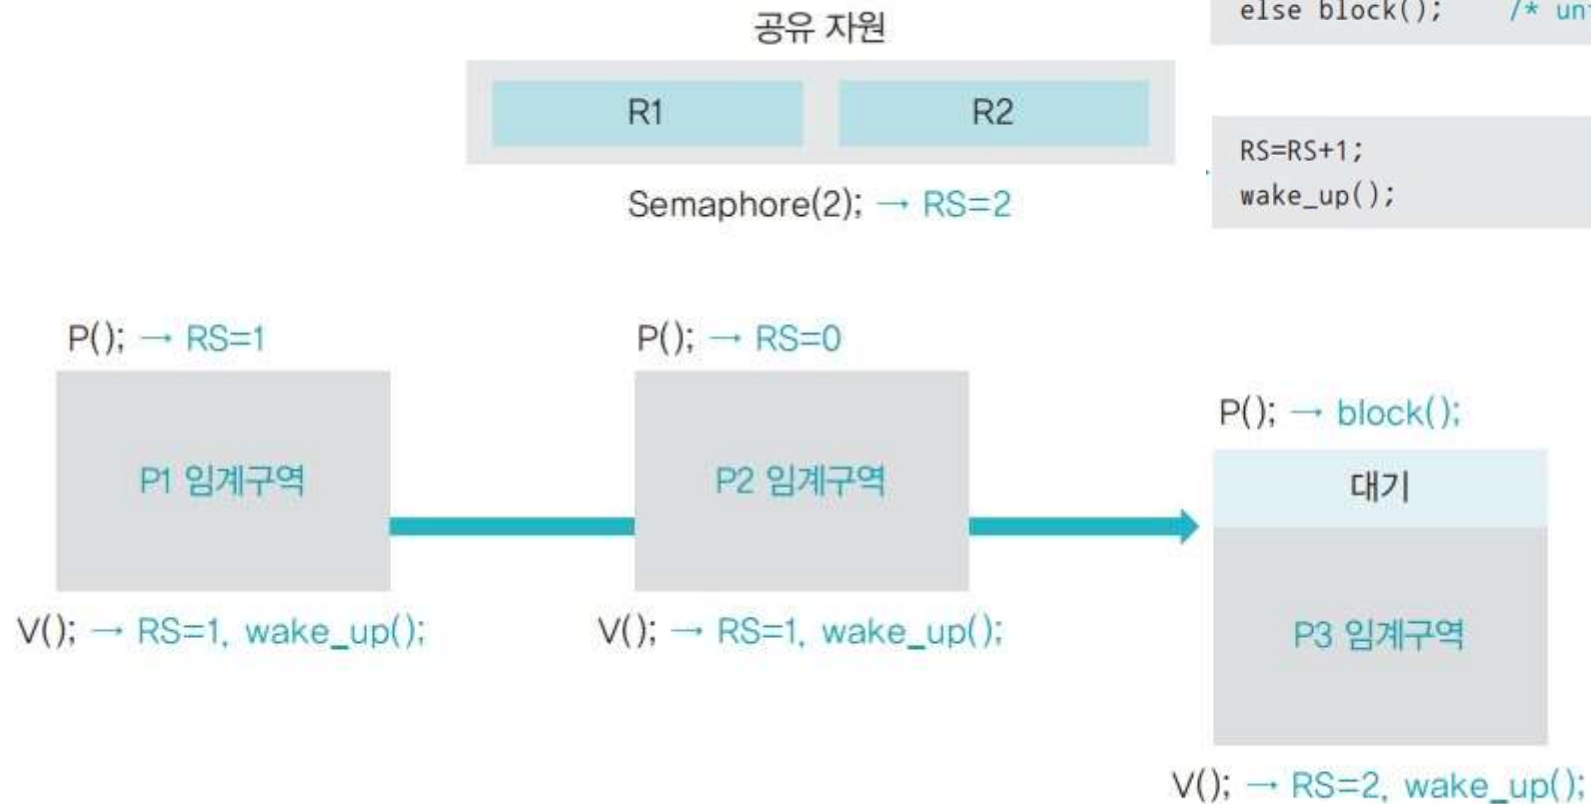 else block();
공유 자원
R1
R2
RS=RS+1;
wake_up();
Semaphore(2); → RS=2
P(); → RS=1
P(); → RS=0
P(); → block();
P1 임계구역
P2 임계구역
대기
P3 임계구역
V(); → RS=1, wake_up();
V(); → RS=1, wake_up();
V(); → RS=2, wake_up();